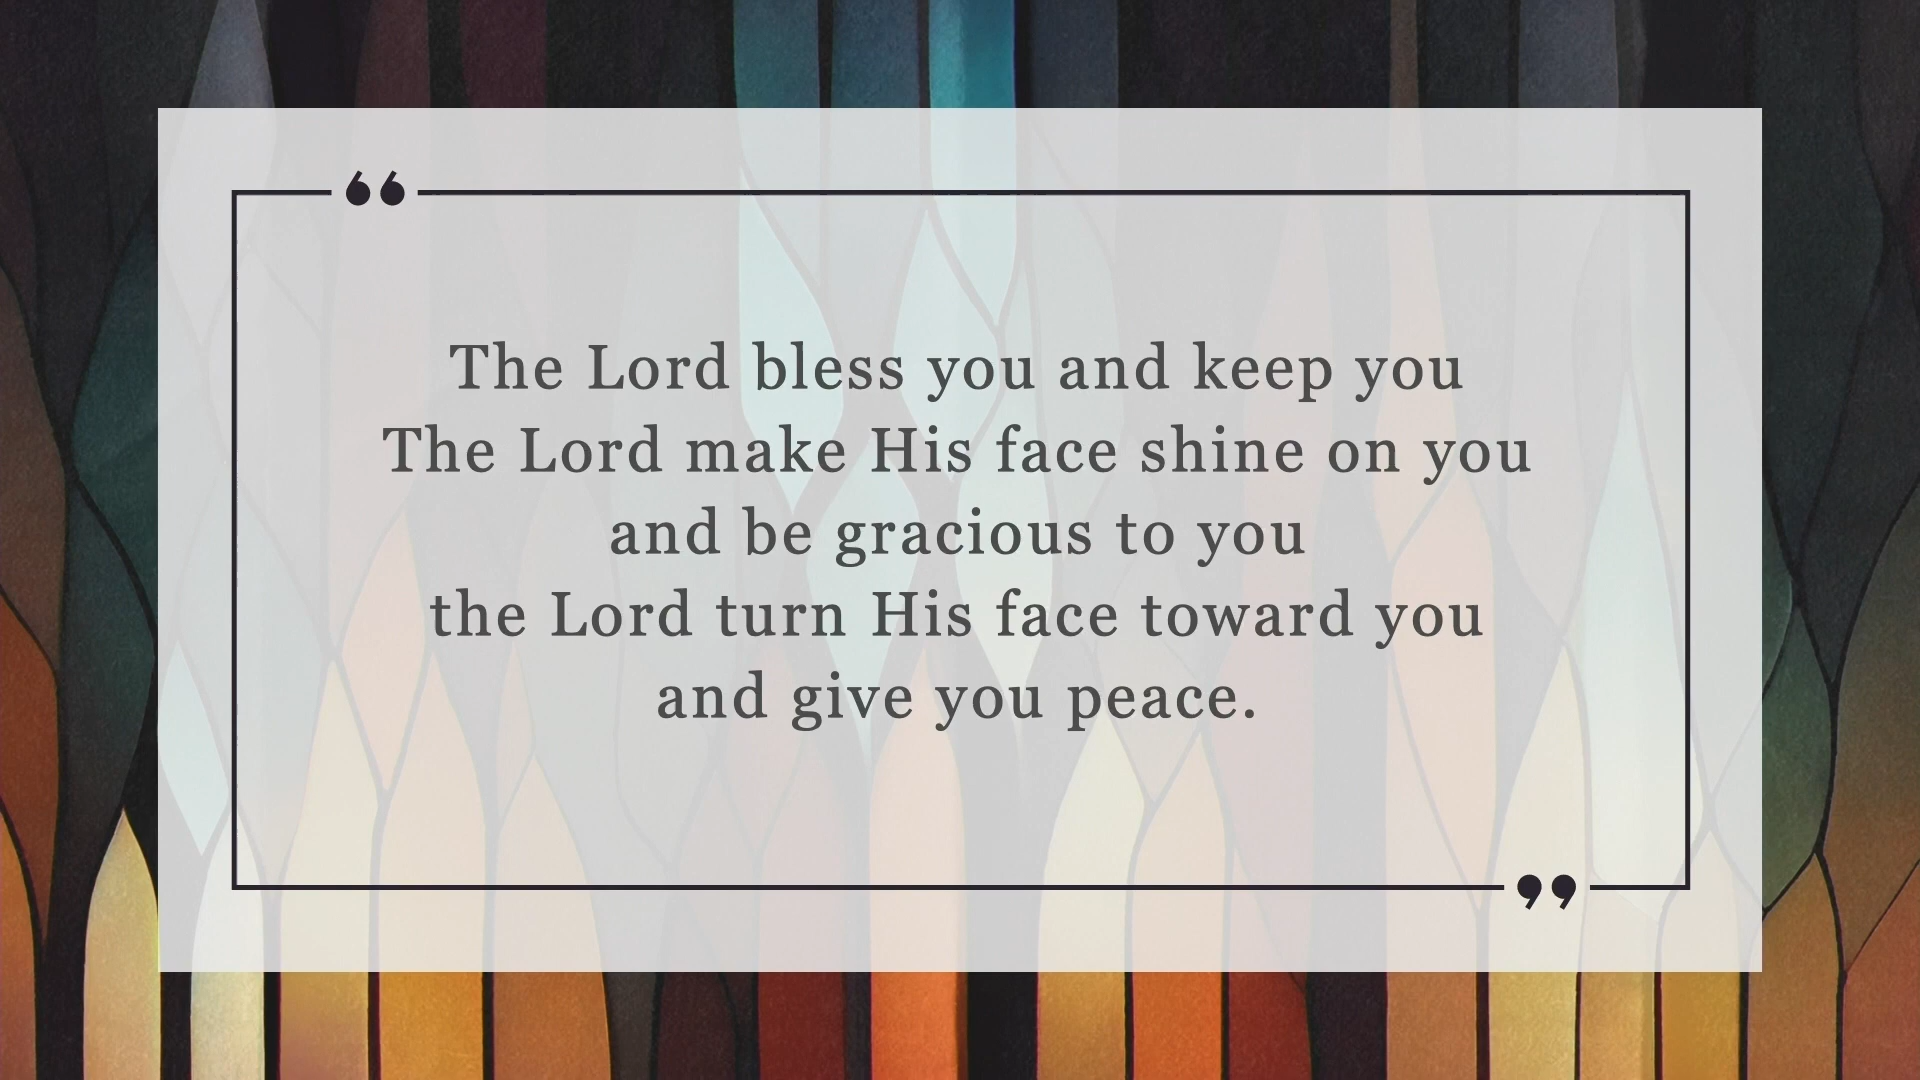 “
The Lord bless you and keep you
The Lord make His face shine on you
and be gracious to you
the Lord turn His face toward you
and give you peace.
”